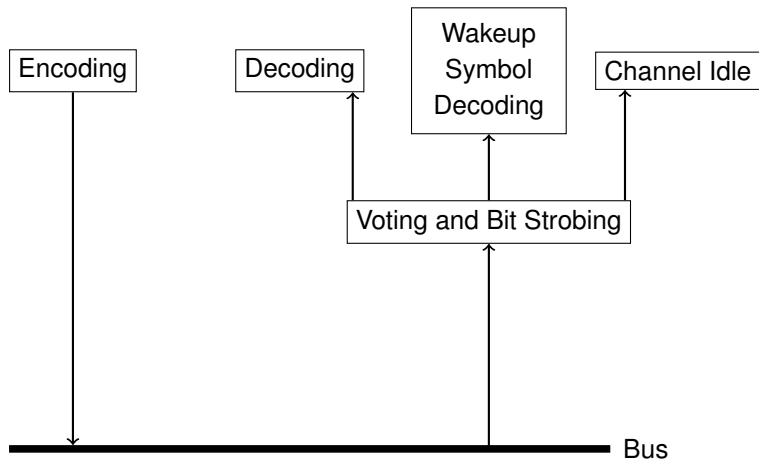 Encoding
Decoding
Wakeup
Symbol
Decoding
Channel Idle
Voting and Bit Strobing
Bus